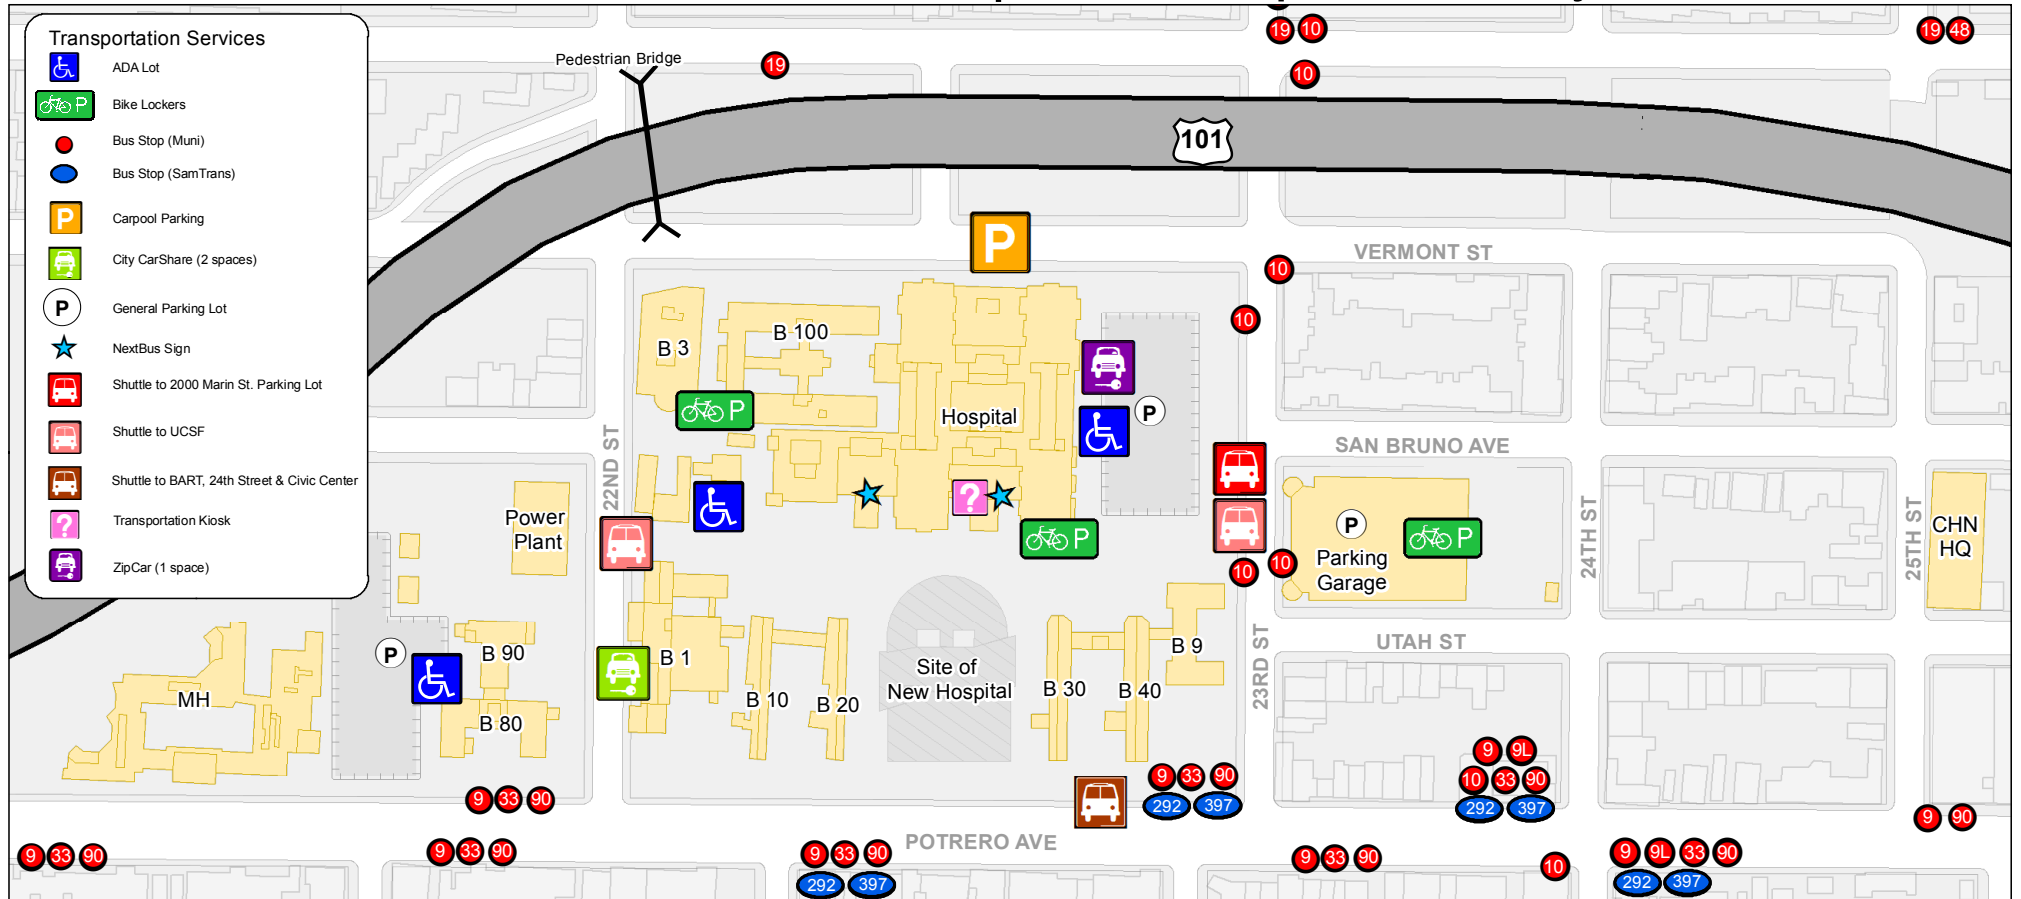 Transportation Services
ADA Lot
P
Bike Lockers
Bus Stop (Muni)
Bus Stop (SamTrans)
P
Carpool Parking
City CarShare (2 spaces)
P
General Parking Lot
NextBus Sign
Shuttle to 2000 Marin St. Parking Lot
Shuttle to UCSF
Shuttle to BART, 24th Street & Civic Center
?
Transportation Kiosk
ZipCar (1 space)
Pedestrian Bridge
19
19 10
10
19 48
101
P
VERMONT ST
10
10
B 3
B 100
P
Hospital
P
22ND ST
SAN BRUNO AVE
Power
Plant
?
P
P
Parking
Garage
P
24TH ST
25TH ST
CHN
HQ
10
10
P
MH
B 90
B 80
B 1
B 10
B 20
Site of
New Hospital
B 30
B 40
B 9
23RD ST
UTAH ST
9 33 90
9 33 90
292 397
9 9L
10 33 90
292 397
9 90
POTRERO AVE
9 33 90
9 33 90
9 33 90
292 397
9 33 90
10
9 9L 33 90
292 397